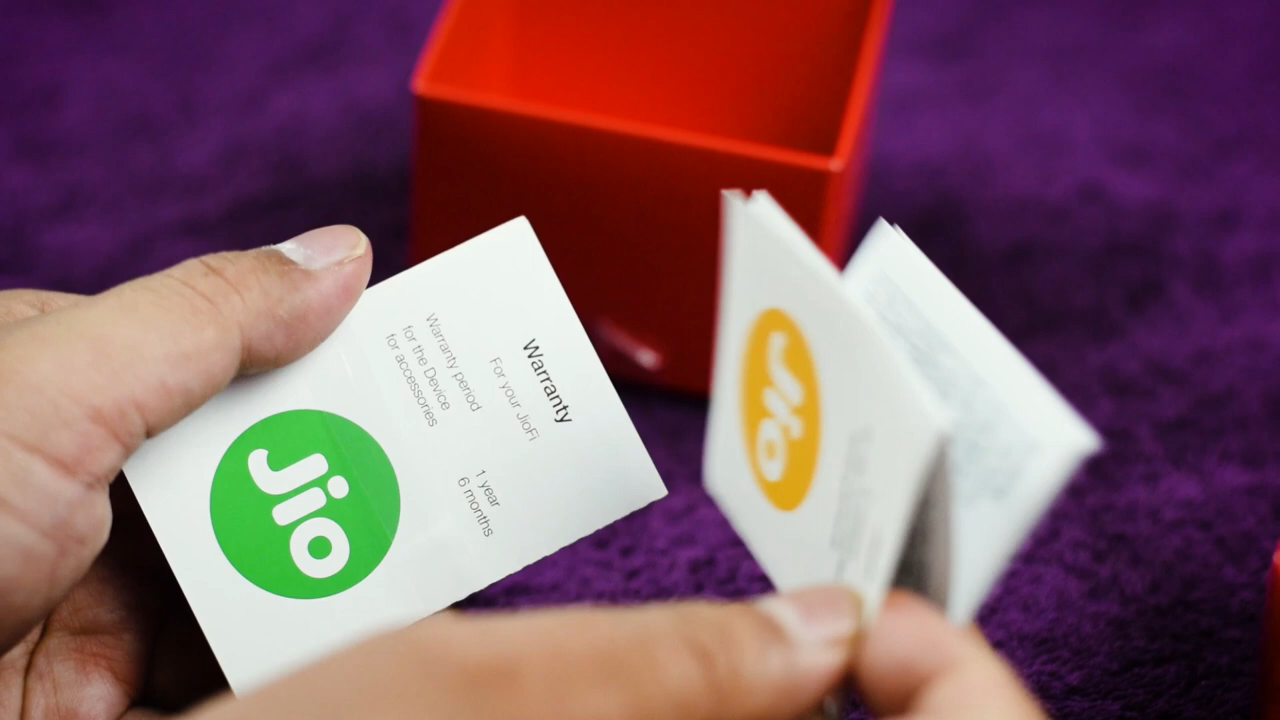 Warranty
For your JioFi
Warranty period
for the Device 1 year
for accessories 6 months
Jio
Jio